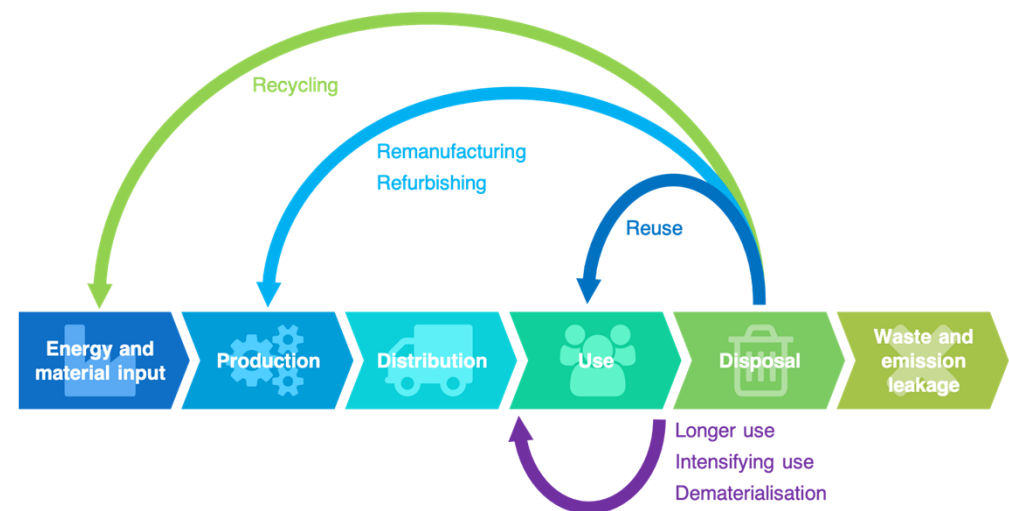 Recycling
Remanufacturing
Refurbishing
Reuse
Energy and
material input
Production
Distribution
Use
Disposal
Waste and
emission
leakage
Longer use
Intensifying use
Dematerialisation